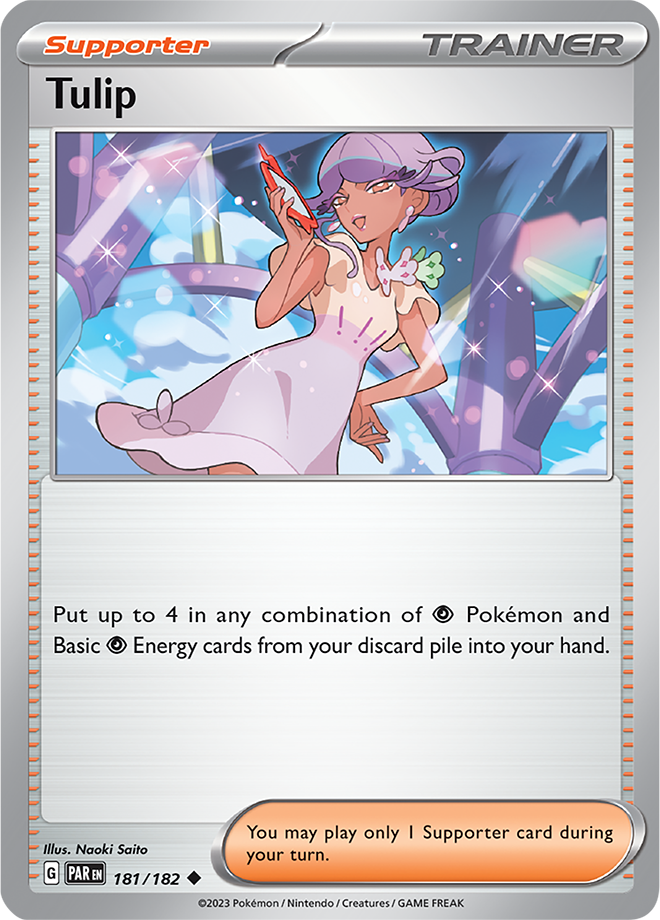 Supporter
TRAINER
Tulip
Put up to 4 in any combination of Pokémon and
Basic Energy cards from your discard pile into your hand.
You may play only 1 Supporter card during
your turn.
Illus. Naoki Saito
G PAR EN 181/182
©2023 Pokémon / Nintendo / Creatures / GAME FREAK